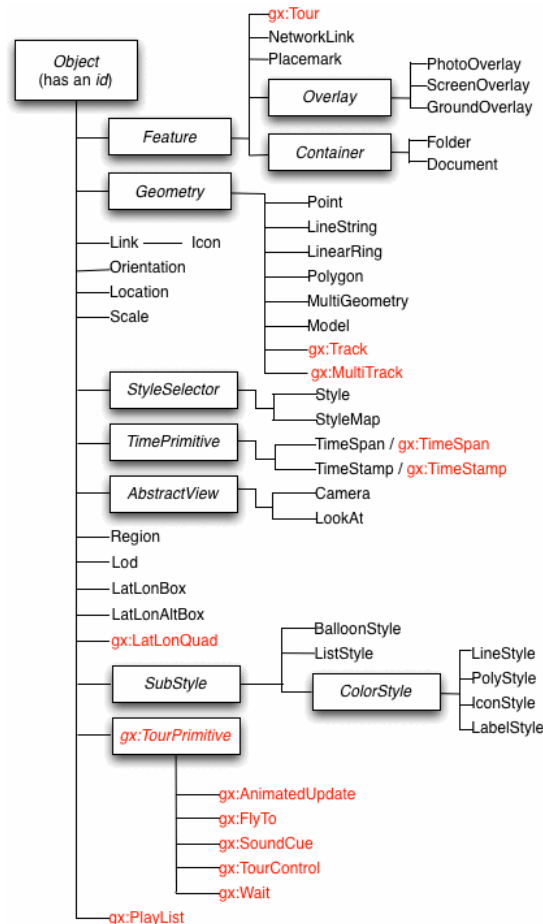 gx:Tour
NetworkLink
Placemark
Object
(has an id)
Overlay
PhotoOverlay
ScreenOverlay
GroundOverlay
Feature
Container
Folder
Document
Geometry
Point
LineString
LinearRing
Polygon
MultiGeometry
Model
gx:Track
gx:MultiTrack
Link
Icon
Orientation
Location
Scale
StyleSelector
Style
StyleMap
TimePrimitive
TimeSpan / gx:TimeSpan
TimeStamp / gx:TimeStamp
AbstractView
Camera
LookAt
Region
Lod
LatLonBox
LatLonAltBox
gx:LatLonQuad
SubStyle
BalloonStyle
ListStyle
ColorStyle
LineStyle
PolyStyle
IconStyle
LabelStyle
gx:TourPrimitive
gx:AnimatedUpdate
gx:FlyTo
gx:SoundCue
gx:TourControl
gx:Wait
gx:PlayList